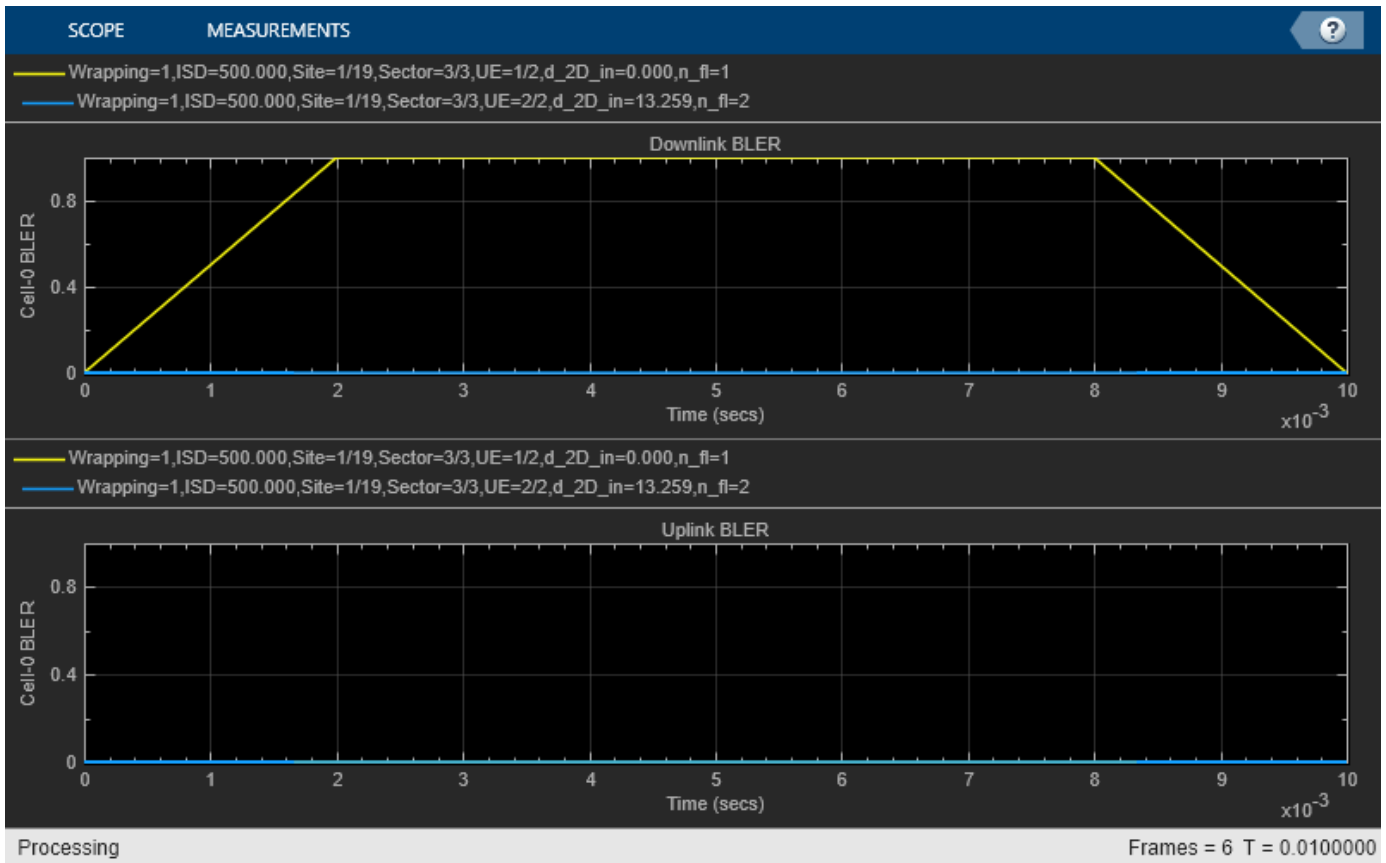 SCOPE MEASUREMENTS ?
Wrapping=1,ISD=500.000,Site=1/19,Sector=3/3,UE=1/2,d_2D_in=0.000,n_fl=1
Wrapping=1,ISD=500.000,Site=1/19,Sector=3/3,UE=2/2,d_2D_in=13.259,n_fl=2
Downlink BLER
Cell-0 BLER
0.8
0.4
0
0 1 2 3 4 5 6 7 8 9 10
Time (secs)
x10-3
Wrapping=1,ISD=500.000,Site=1/19,Sector=3/3,UE=1/2,d_2D_in=0.000,n_fl=1
Wrapping=1,ISD=500.000,Site=1/19,Sector=3/3,UE=2/2,d_2D_in=13.259,n_fl=2
Uplink BLER
Cell-0 BLER
0.8
0.4
0
0 1 2 3 4 5 6 7 8 9 10
Time (secs)
x10-3
Processing Frames = 6 T = 0.0100000